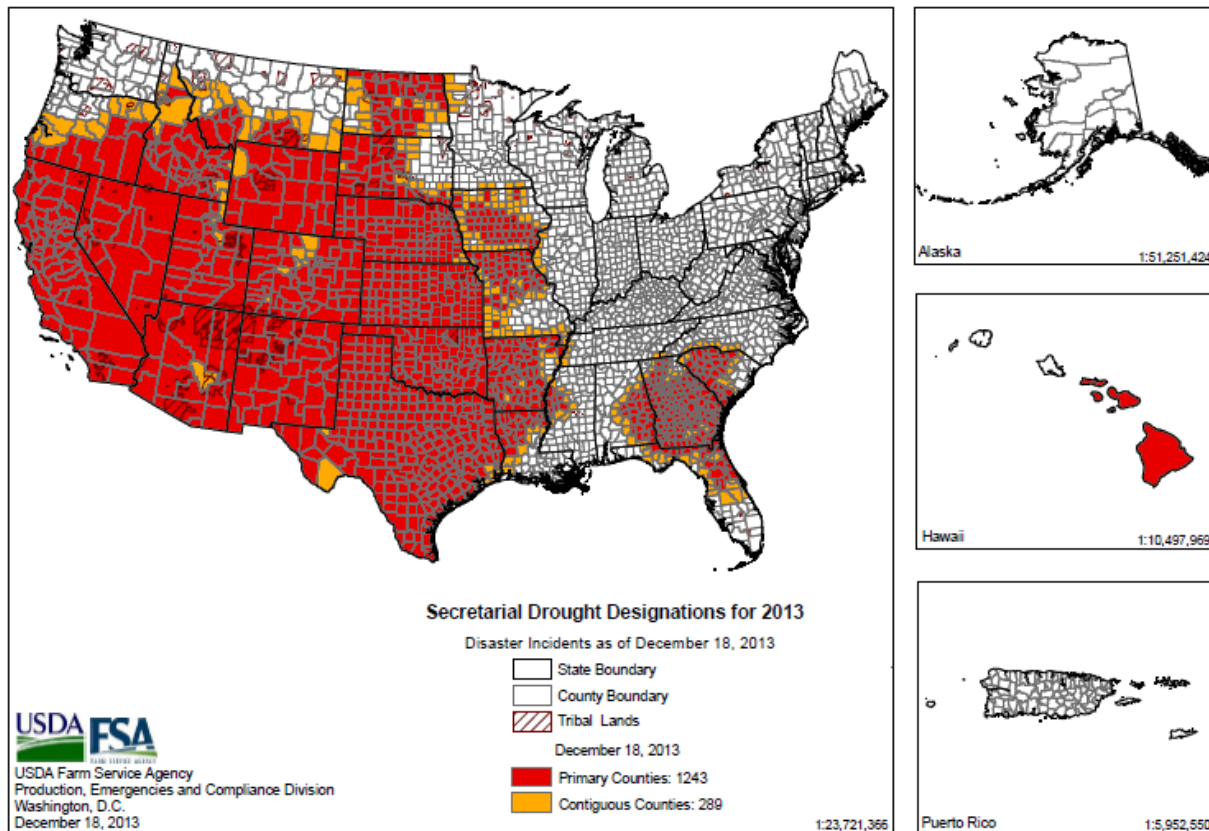 Secretarial Drought Designations for 2013
Disaster Incidents as of December 18, 2013
State Boundary
County Boundary
Tribal Lands
December 18, 2013
Primary Counties: 1243
Contiguous Counties: 289
USDA FSA
FARM SERVICE AGENCY
USDA Farm Service Agency
Production, Emergencies and Compliance Division
Washington, D.C.
December 18, 2013
1:23,721,366
Alaska
1:51,251,424
Hawaii
1:10,497,969
Puerto Rico
1:5,952,550